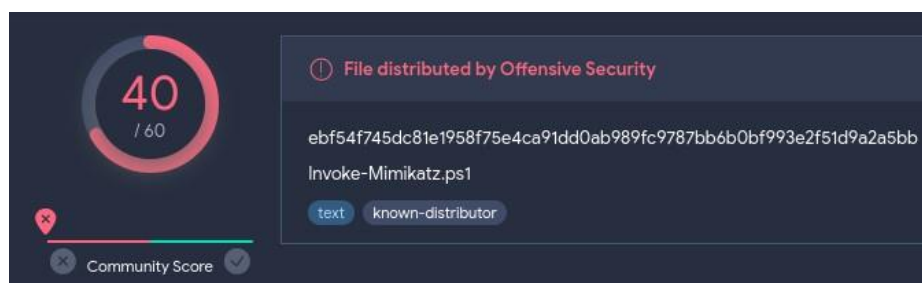 40
/ 60
Community Score
File distributed by Offensive Security
ebf54f745dc81e1958f75e4ca91dd0ab989fc9787bb6b0bf993e2f51d9a2a5bb
Invoke-Mimikatz.ps1
text known-distributor